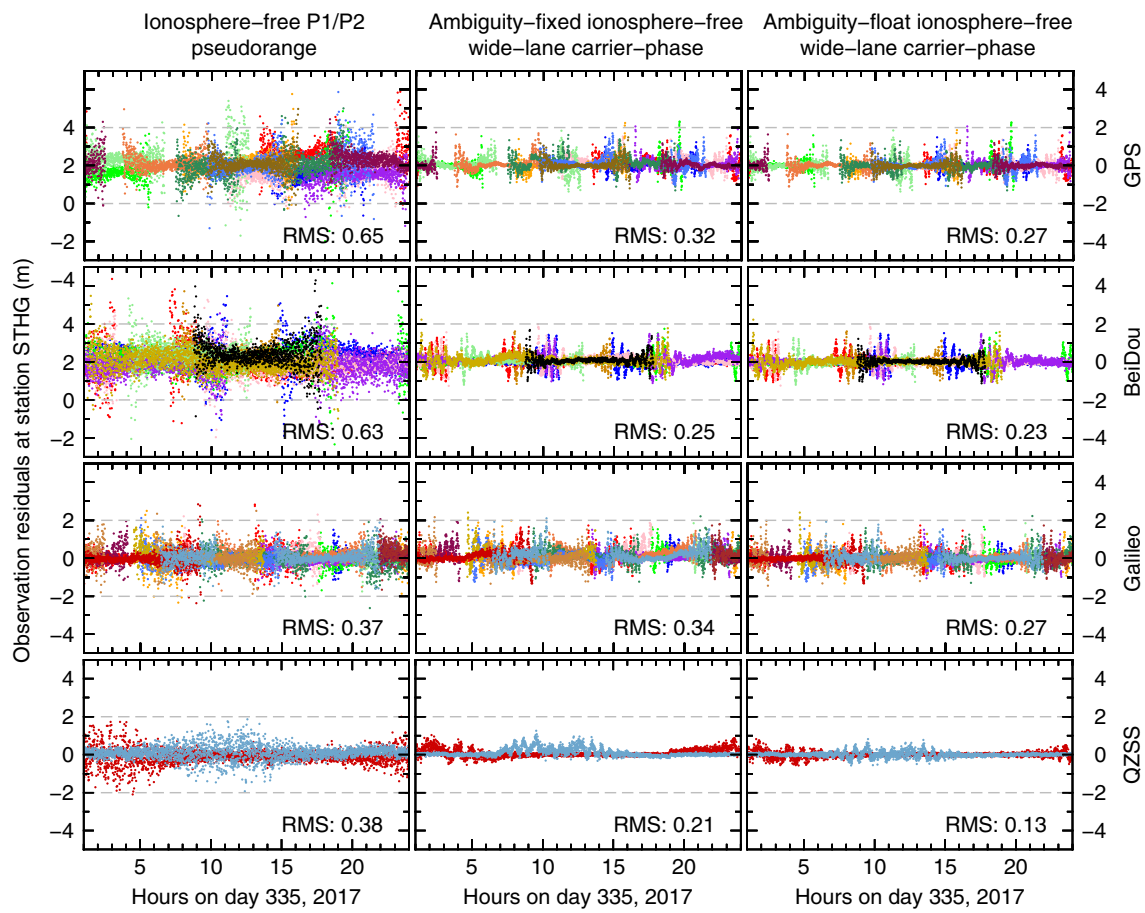 Ionosphere−free P1/P2
pseudorange
Ambiguity−fixed ionosphere−free
wide−lane carrier−phase
Ambiguity−float ionosphere−free
wide−lane carrier−phase
Observation residuals at station STHG (m)
4
2
0
−2
RMS: 0.65
RMS: 0.32
RMS: 0.27
4
2
0
−2
−4
GPS
−4
4
2
0
−2
RMS: 0.63
RMS: 0.25
RMS: 0.23
4
2
0
−2
−4
BeiDou
4
2
0
−2
−4
RMS: 0.37
RMS: 0.34
RMS: 0.27
4
2
0
−2
−4
Galileo
4
2
0
−2
−4
RMS: 0.38
RMS: 0.21
RMS: 0.13
4
2
0
−2
−4
QZSS
5 10 15 20
5 10 15 20
5 10 15 20
Hours on day 335, 2017
Hours on day 335, 2017
Hours on day 335, 2017